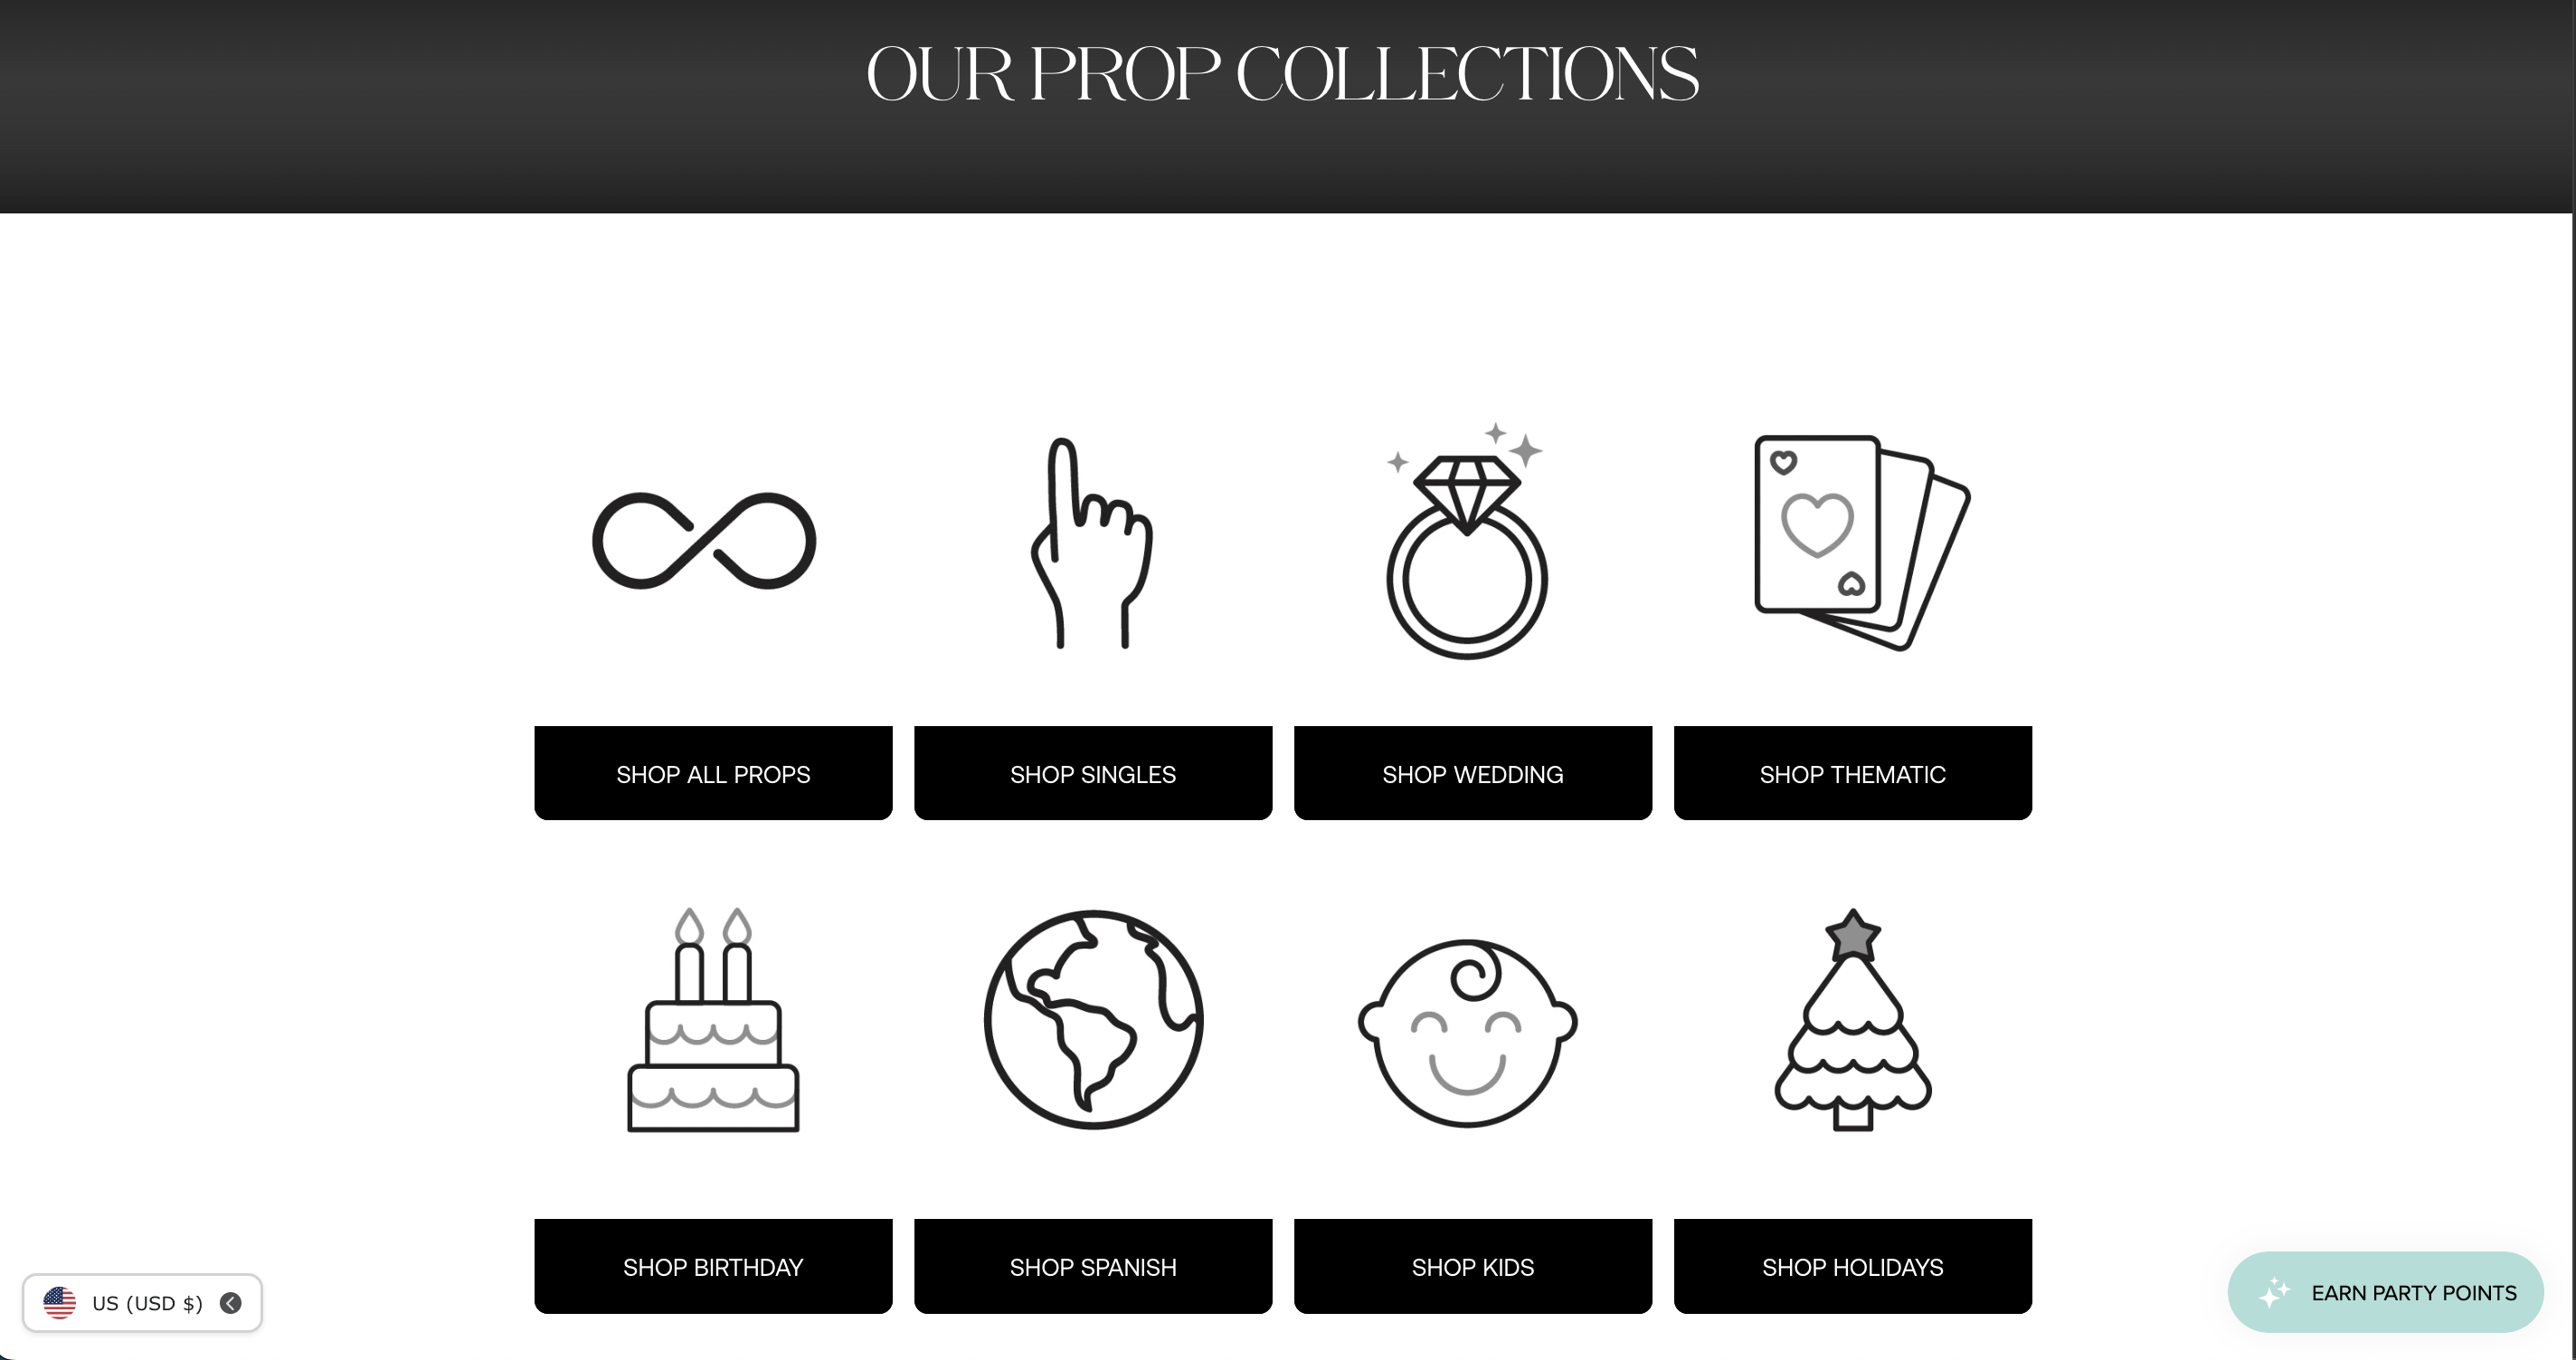 OUR PROP COLLECTIONS
SHOP ALL PROPS
SHOP SINGLES
SHOP WEDDING
SHOP THEMATIC
SHOP BIRTHDAY
SHOP SPANISH
SHOP KIDS
SHOP HOLIDAYS
US (USD $)
EARN PARTY POINTS